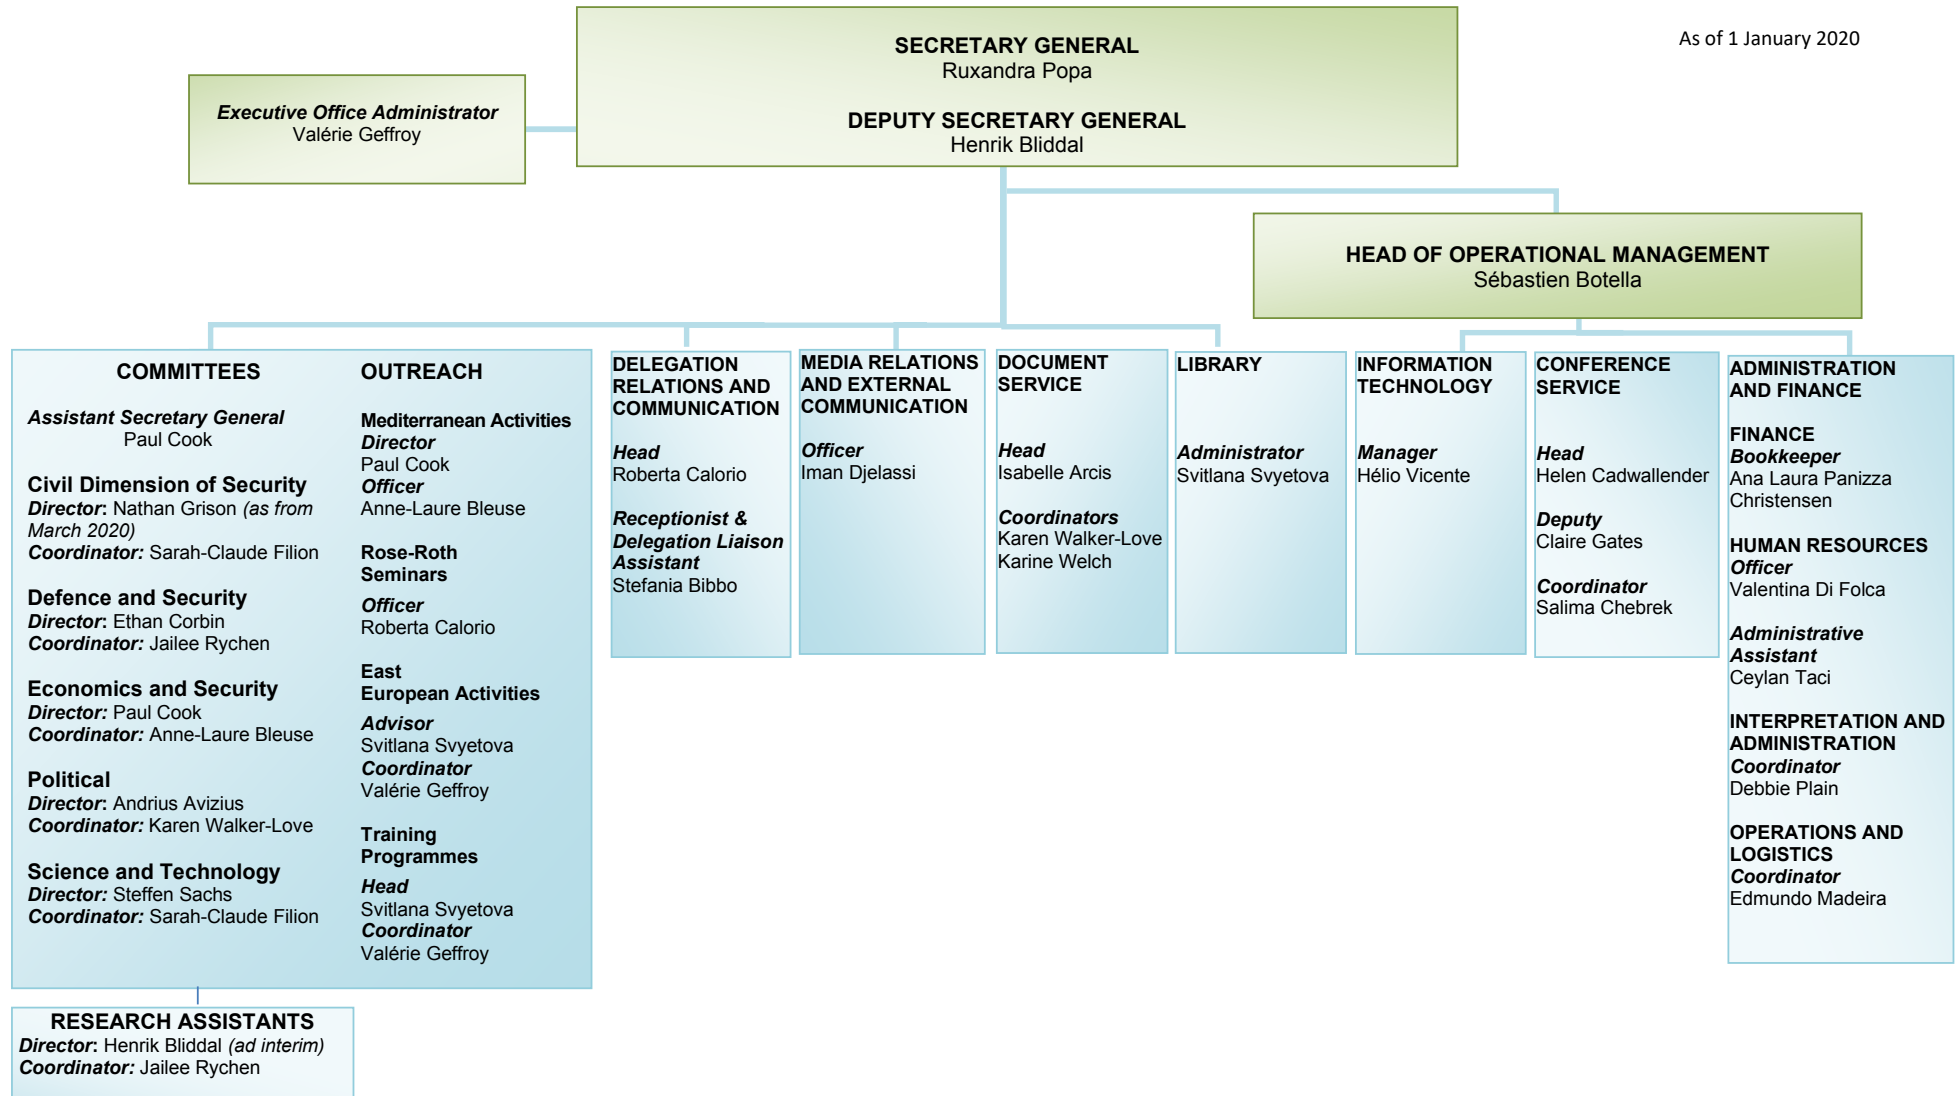 As of 1 January 2020
SECRETARY GENERAL
Ruxandra Popa
DEPUTY SECRETARY GENERAL
Henrik Bliddal
Executive Office Administrator
Valérie Geffroy
HEAD OF OPERATIONAL MANAGEMENT
Sébastien Botella
COMMITTEES
Assistant Secretary General
Paul Cook
Civil Dimension of Security
Director: Nathan Grison (as from
March 2020)
Coordinator: Sarah-Claude Filion
Defence and Security
Director: Ethan Corbin
Coordinator: Jailee Rychen
Economics and Security
Director: Paul Cook
Coordinator: Anne-Laure Bleuse
Political
Director: Andrius Avizius
Coordinator: Karen Walker-Love
Science and Technology
Director: Steffen Sachs
Coordinator: Sarah-Claude Filion
OUTREACH
Mediterranean Activities
Director
Paul Cook
Officer
Anne-Laure Bleuse
Rose-Roth
Seminars
Officer
Roberta Calorio
East
European Activities
Advisor
Svitlana Svyetova
Coordinator
Valérie Geffroy
Training
Programmes
Head
Svitlana Svyetova
Coordinator
Valérie Geffroy
RESEARCH ASSISTANTS
Director: Henrik Bliddal (ad interim)
Coordinator: Jailee Rychen
DELEGATION
RELATIONS AND
COMMUNICATION
Head
Roberta Calorio
Receptionist &
Delegation Liaison
Assistant
Stefania Bibbo
MEDIA RELATIONS
AND EXTERNAL
COMMUNICATION
Officer
Iman Djelassi
DOCUMENT
SERVICE
Head
Isabelle Arcis
Coordinators
Karen Walker-Love
Karine Welch
LIBRARY
Administrator
Svitlana Svyetova
INFORMATION
TECHNOLOGY
Manager
Hélio Vicente
CONFERENCE
SERVICE
Head
Helen Cadwallender
Deputy
Claire Gates
Coordinator
Salima Chebrek
ADMINISTRATION
AND FINANCE
FINANCE
Bookkeeper
Ana Laura Panizza
Christensen
HUMAN RESOURCES
Officer
Valentina Di Folca
Administrative
Assistant
Ceylan Taci
INTERPRETATION AND
ADMINISTRATION
Coordinator
Debbie Plain
OPERATIONS AND
LOGISTICS
Coordinator
Edmundo Madeira